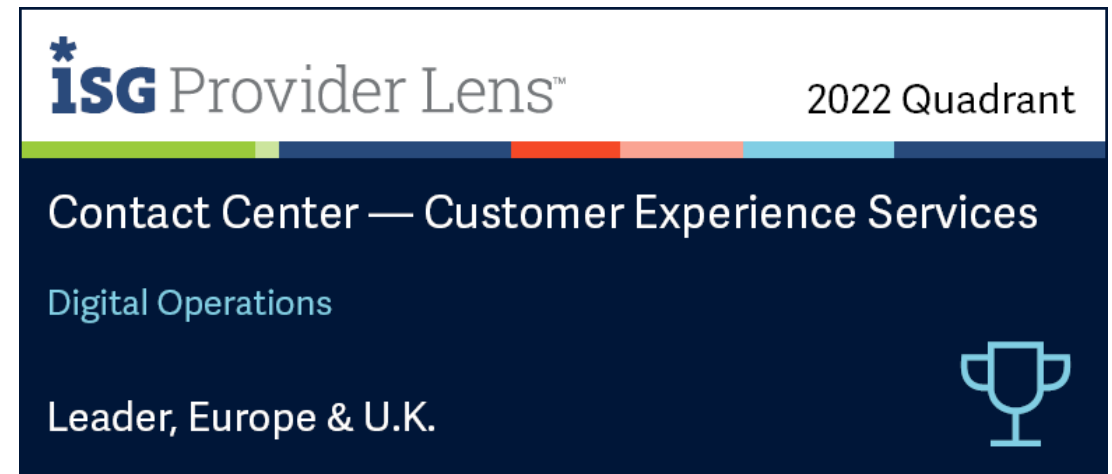 ISG Provider Lens™
2022 Quadrant
Contact Center — Customer Experience Services
Digital Operations
Leader, Europe & U.K.